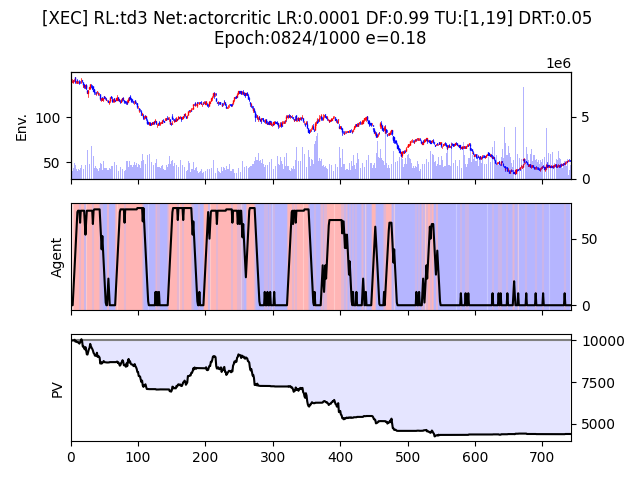 [XEC] RL:td3 Net:actorcritic LR:0.0001 DF:0.99 TU:[1,19] DRT:0.05
Epoch:0824/1000 e=0.18
1e6
Env.
100
50
5
0
Agent
50
0
PV
10000
7500
5000
0 100 200 300 400 500 600 700